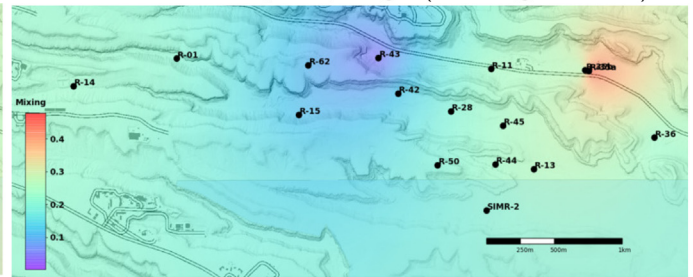 R-01
R-43
R-62
R-11
R-14
R-42
Mixing
R-28
R-15
R-45
0.4
R-36
0.3
R-50
R-44
R-13
0.2
SIMR-2
0.1
250m
500m
1km